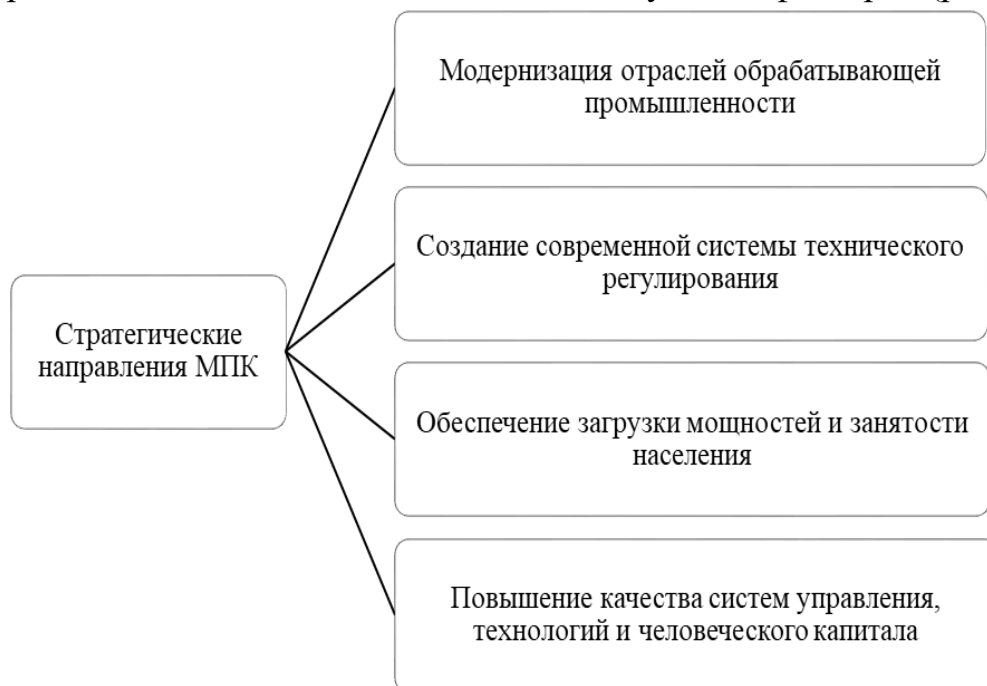 Модернизация отраслей обрабатывающей
промышленности
Создание современной системы технического
регулирования
Стратегические
направления МПК
Обеспечение загрузки мощностей и занятости
населения
Повышение качества систем управления,
технологий и человеческого капитала